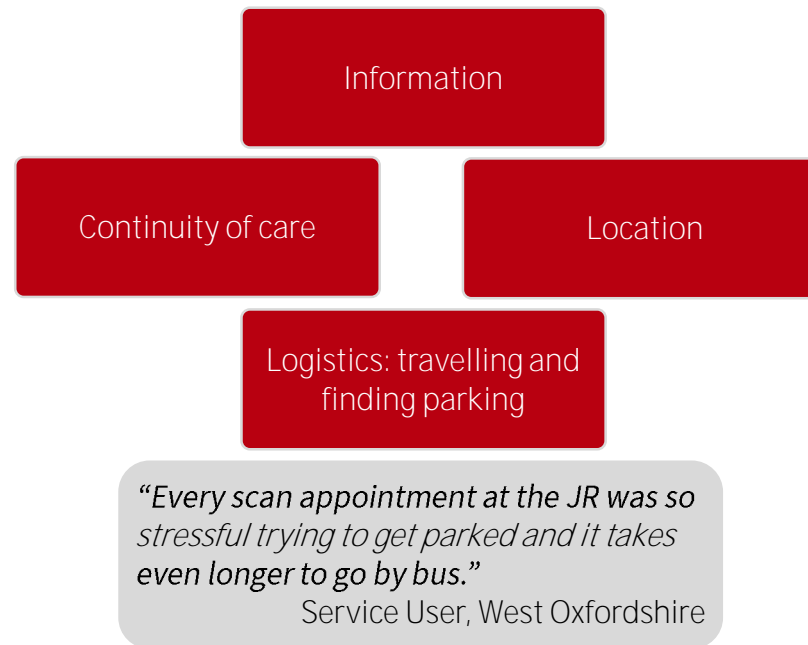 Information
Continuity of care
Location
Logistics: travelling and
finding parking
“Every scan appointment at the JR was so
stressful trying to get parked and it takes
even longer to go by bus.”
Service User, West Oxfordshire